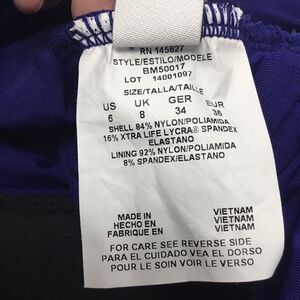 RN 145827
STYLE/ESTILO/MODELE
BM50017
LOT 14001097
SIZE/TALLA/TAILLE
US UK GER EUR
6 8 34 36
SHELL 84% NYLON/POLIAMIDA
16% XTRA LIFE LYCRA® SPANDEX
ELASTANO
LINING 92% NYLON/POLIAMIDA
8% SPANDEX/ELASTANO
MADE IN VIETNAM
HECHO EN VIETNAM
FABRIQUE EN VIETNAM
FOR CARE SEE REVERSE SIDE
PARA EL CUIDADO VEA EL DORSO
POUR LE SOIN VOIR LE VERSO